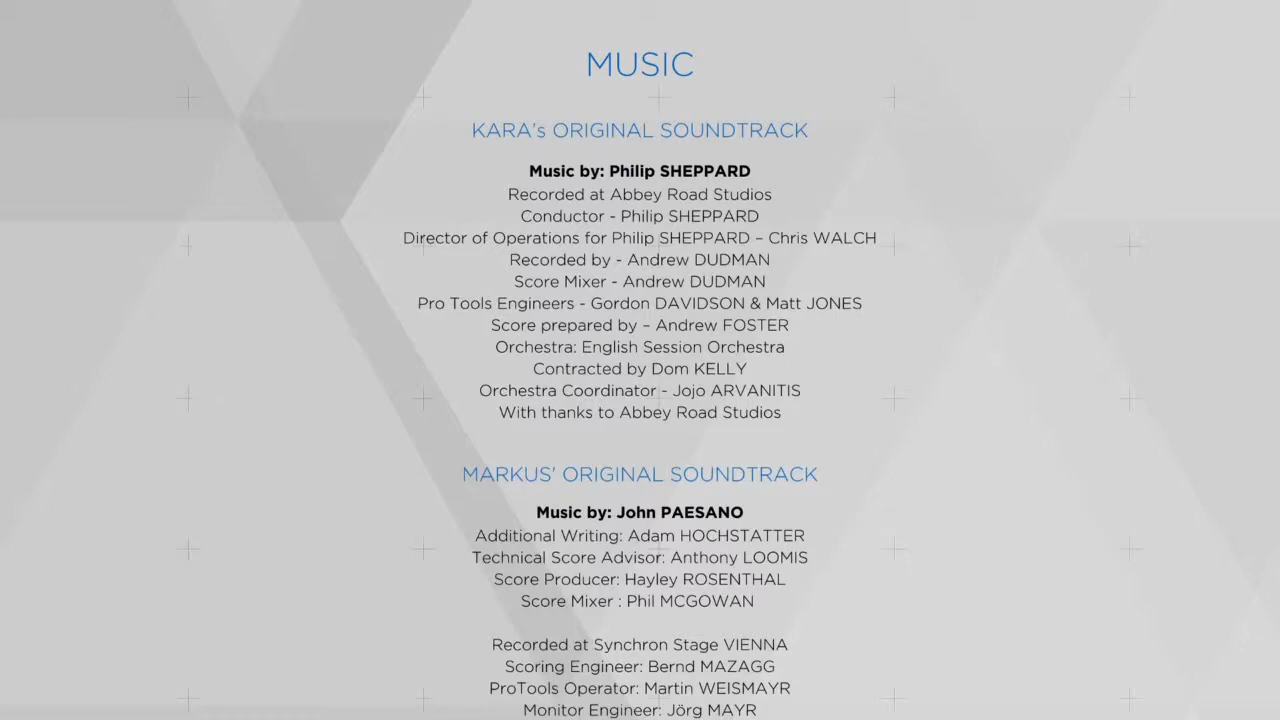 MUSIC
KARA's ORIGINAL SOUNDTRACK
Music by: Philip SHEPPARD
Recorded at Abbey Road Studios
Conductor - Philip SHEPPARD
Director of Operations for Philip SHEPPARD – Chris WALCH
Recorded by - Andrew DUDMAN
Score Mixer - Andrew DUDMAN
Pro Tools Engineers - Gordon DAVIDSON & Matt JONES
Score prepared by – Andrew FOSTER
Orchestra: English Session Orchestra
Contracted by Dom KELLY
Orchestra Coordinator - Jojo ARVANITIS
With thanks to Abbey Road Studios
MARKUS' ORIGINAL SOUNDTRACK
Music by: John PAESANO
Additional Writing: Adam HOCHSTATTER
Technical Score Advisor: Anthony LOOMIS
Score Producer: Hayley ROSENTHAL
Score Mixer : Phil MCGOWAN
Recorded at Synchron Stage VIENNA
Scoring Engineer: Bernd MAZAGG
ProTools Operator: Martin WEISMAYR
Monitor Engineer: Jörg MAYR